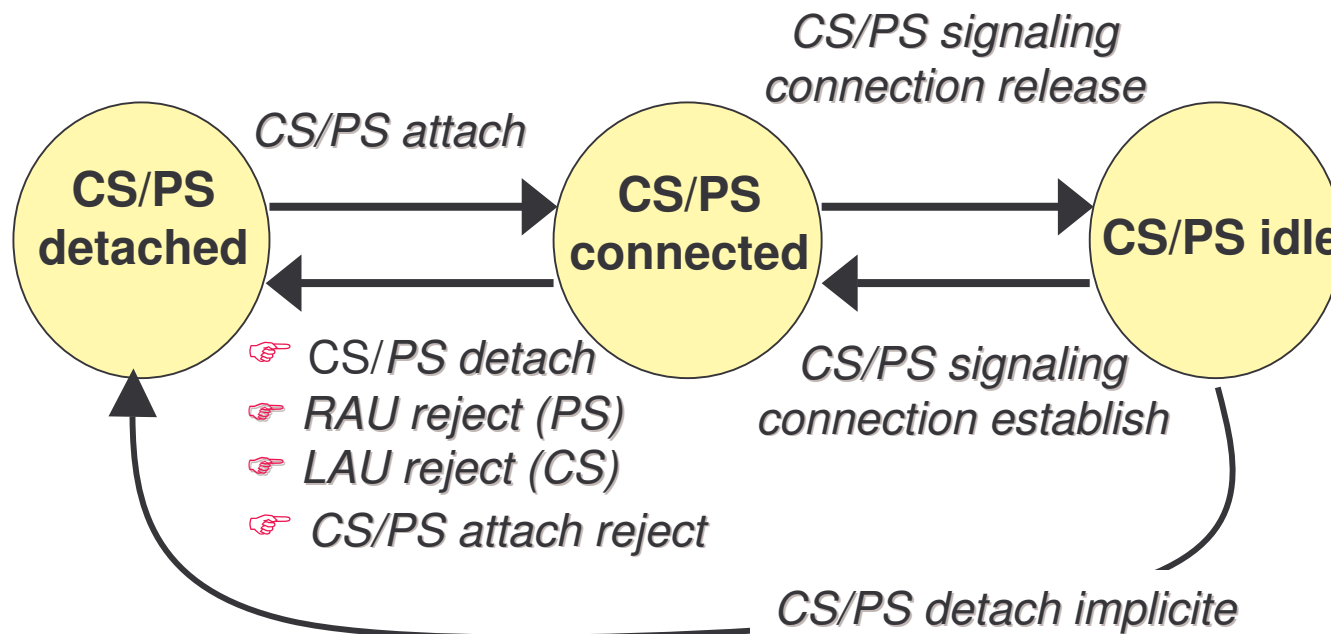 CS/PS signaling
connection release
CS/PS attach
CS/PS
detached
CS/PS
connected
CS/PS idle
CS/PS detach
RAU reject (PS)
LAU reject (CS)
CS/PS attach reject
CS/PS signaling
connection establish
CS/PS detach implicite